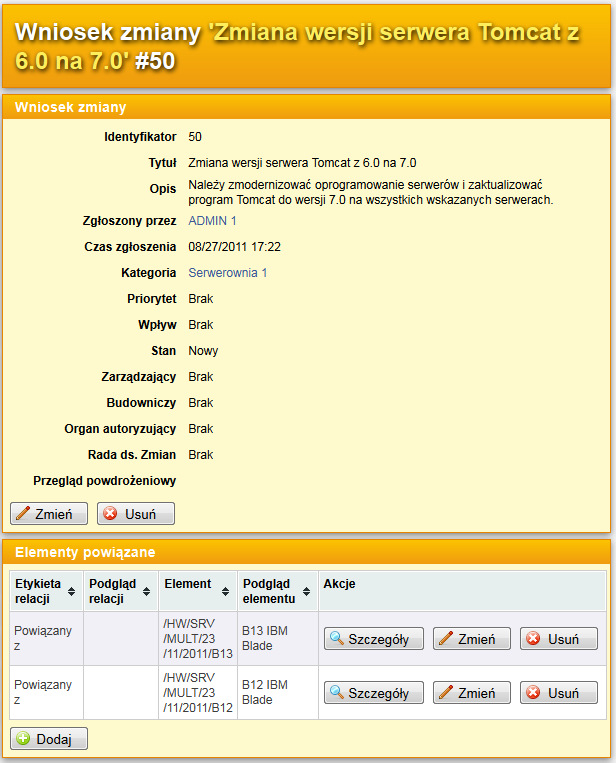 Wniosek zmiany 'Zmiana wersji serwera Tomcat z
6.0 na 7.0' #50
Wniosek zmiany
Identyfikator 50
Tytuł Zmiana wersji serwera Tomcat z 6.0 na 7.0
Opis Należy zmodernizować oprogramowanie serwerów i zaktualizować
program Tomcat do wersji 7.0 na wszystkich wskazanych serwerach.
Zgłoszony przez ADMIN 1
Czas zgłoszenia 08/27/2011 17:22
Kategoria Serwerownia 1
Priorytet Brak
Wpływ Brak
Stan Nowy
Zarządzający Brak
Budowniczy Brak
Organ autoryzujący Brak
Rada ds. Zmian Brak
Przegląd powdrożeniowy
Zmień Usuń
Elementy powiązane
Etykieta relacji Podgląd relacji Element Podgląd elementu Akcje
Powiązany z /HW/SRV/MULT/23/11/2011/B13 B13 IBM Blade Szczegóły Zmień Usuń
Powiązany z /HW/SRV/MULT/23/11/2011/B12 B12 IBM Blade Szczegóły Zmień Usuń
Dodaj